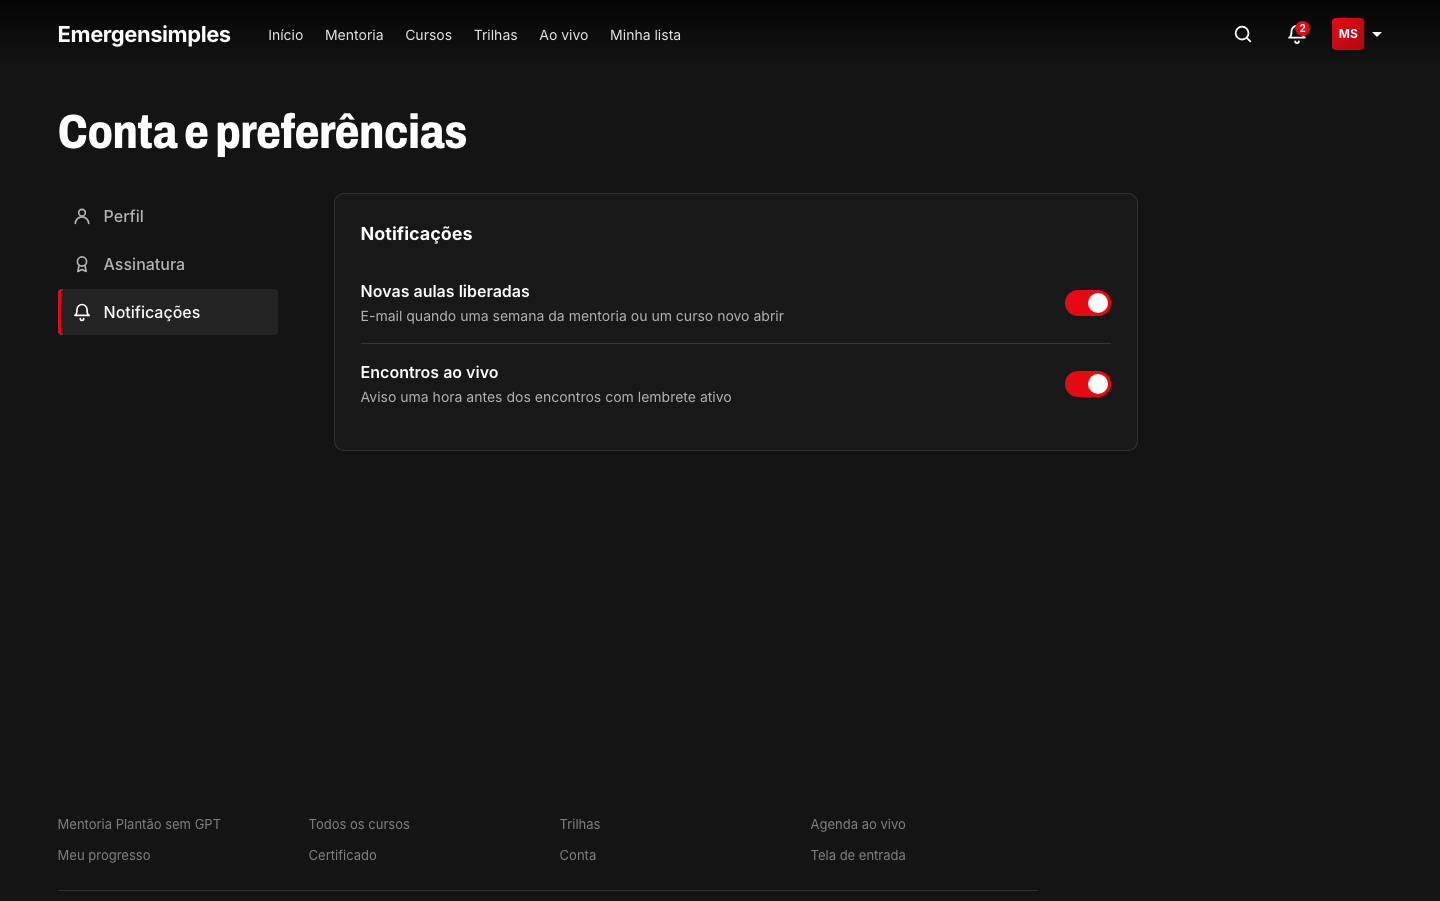 Emergensimples
Início Mentoria Cursos Trilhas Ao vivo Minha lista
2
MS
Conta e preferências
Perfil
Assinatura
Notificações
Notificações
Novas aulas liberadas
E-mail quando uma semana da mentoria ou um curso novo abrir
Encontros ao vivo
Aviso uma hora antes dos encontros com lembrete ativo
Mentoria Plantão sem GPT Todos os cursos Trilhas Agenda ao vivo
Meu progresso Certificado Conta Tela de entrada